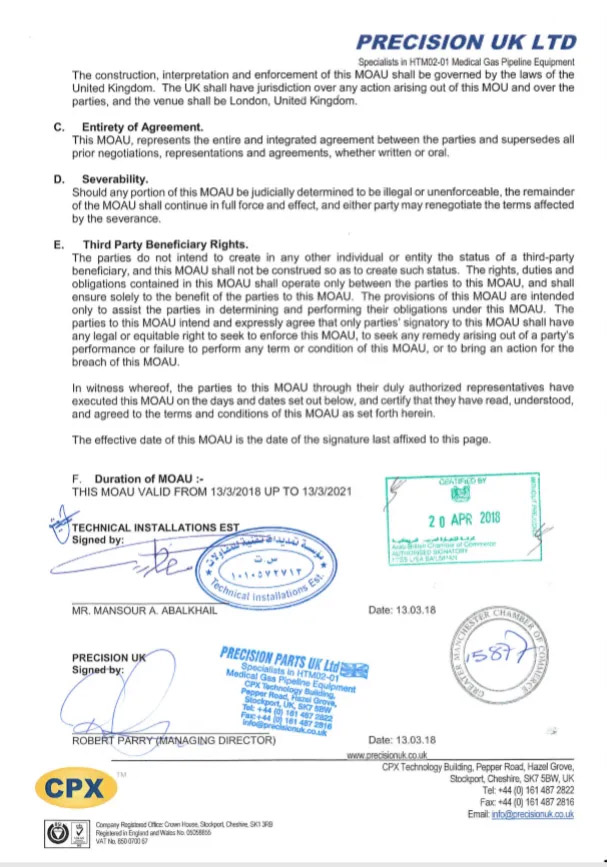 PRECISION UK LTD
Specialists in HTM02-01 Medical Gas Pipeline Equipment
The construction, interpretation and enforcement of this MOAU shall be governed by the laws of the
United Kingdom. The UK shall have jurisdiction over any action arising out of this MOU and over the
parties, and the venue shall be London, United Kingdom.
C. Entirety of Agreement.
This MOAU, represents the entire and integrated agreement between the parties and supersedes all
prior negotiations, representations and agreements, whether written or oral.
D. Severability.
Should any portion of this MOAU be judicially determined to be illegal or unenforceable, the remainder
of the MOAU shall continue in full force and effect, and either party may renegotiate the terms affected
by the severance.
E. Third Party Beneficiary Rights.
The parties do not intend to create in any other individual or entity the status of a third-party
beneficiary, and this MOAU shall not be construed so as to create such status. The rights, duties and
obligations contained in this MOAU shall operate only between the parties to this MOAU, and shall
ensure solely to the benefit of the parties to this MOAU. The provisions of this MOAU are intended
only to assist the parties in determining and performing their obligations under this MOAU. The
parties to this MOAU intend and expressly agree that only parties' signatory to this MOAU shall have
any legal or equitable right to seek to enforce this MOAU, to seek any remedy arising out of a party's
performance or failure to perform any term or condition of this MOAU, or to bring an action for the
breach of this MOAU.
In witness whereof, the parties to this MOAU through their duly authorized representatives have
executed this MOAU on the days and dates set out below, and certify that they have read, understood,
and agreed to the terms and conditions of this MOAU as set forth herein.
The effective date of this MOAU is the date of the signature last affixed to this page.
F. Duration of MOAU :-
THIS MOAU VALID FROM 13/3/2018 UP TO 13/3/2021
CERTIFIED BY
20 APR 2018
Arab British Chamber of Commerce
AUTHORISED SIGNATORY
TECHNICAL INSTALLATIONS EST
Signed by:
مؤسسة تمديدات تقنية للمقاولات
س.ت
١٠١٠٥٧٢٧١٣
Technical Installations Est.
MR. MANSOUR A. ABALKHAIL
Date: 13.03.18
GREATER MANCHESTER CHAMBER OF COMMERCE
15877
PRECISION UK
Signed by:
PRECISION PARTS UK Ltd
Specialists in HTM02-01
Medical Gas Pipeline Equipment
CPX Technology Building,
Pepper Road, Hazel Grove,
Stockport, UK, SK7 5BW
Tel: +44 (0) 161 487 2822
Fax:+44 (0) 161 487 2816
info@precisionuk.co.uk
ROBERT PARRY (MANAGING DIRECTOR)
Date: 13.03.18
www.precisionuk.co.uk
CPX Technology Building, Pepper Road, Hazel Grove,
Stockport, Cheshire, SK7 5BW, UK
Tel: +44 (0) 161 487 2822
Fax: +44 (0) 161 487 2816
Email: info@precisionuk.co.uk
CPX TM
Company Registered Office: Crown House, Stockport, Cheshire, SK1 3RB
Registered in England and Wales No. 05058855
VAT No. 850 0700 57